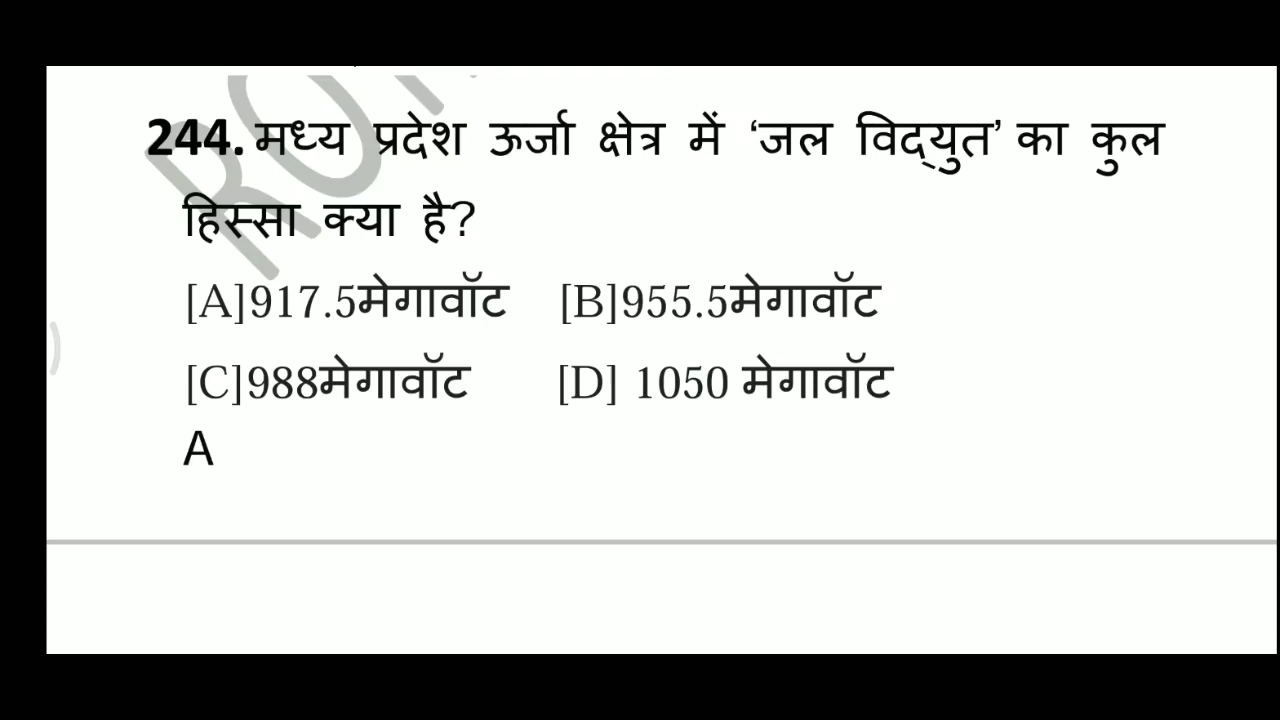 244. मध्य प्रदेश ऊर्जा क्षेत्र में ‘जल विद्युत’ का कुल
हिस्सा क्या है?
[A]917.5मेगावॉट [B]955.5मेगावॉट
[C]988मेगावॉट [D] 1050 मेगावॉट
A